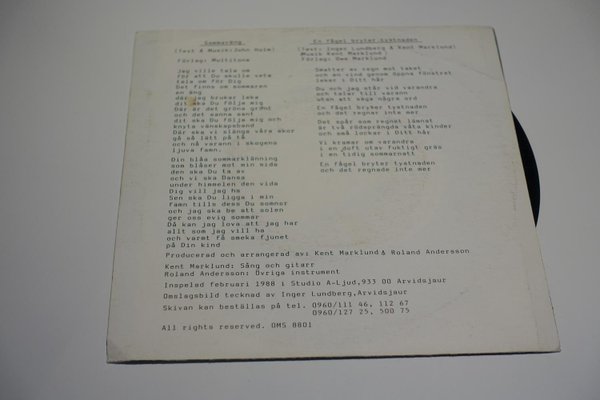 Sommaräng
(Text & Musik:John Holm)
Förlag: Multitone
Jag ville tala om
för att Du skulle veta
tala om för Dig
Det finns om sommaren
en äng
där jag brukar leka
dit ska Du följa mig
Där är det gröna grönt
och det sanna sant
dit ska Du följa mig och
knyta vänskapsband
Där ska vi slänga våra skor
gå så lätt på tå
och nå varann i skogens
ljuva famn.
Din blåa sommarklänning
som blåser mot min mida
den ska Du ta av
och vi ska Dansa
under himmelen den vida
Dig vill jag ha
Sen ska Du ligga i min
famn tills dess Du somnar
och jag ska be att solen
ger oss evig sommar
Då kan jag lova att jag har
allt som jag vill ha
och varmt få smeka fjunet
på Din kind
En fågel bryter tystnaden
(Text: Inger Lundberg & Kent Marklund)
Musik Kent Marklund)
Förlag: Owe Marklund
Smatter av regn mot taket
och en vind genom öppna fönstret
leker i Ditt hår
Du och jag står vid varandra
och talar till varann
utan att säga några ord
En fågel bryter tystnaden
och det regnar inte mer
Det spår som regnet lämnat
är två rödsprängda våta kinder
och små lockar i Ditt hår
Vi kramar om varandra
i en doft utav fuktigt gräs
i en tidig sommarnatt
En fågel bryter tystnaden
och det regnade inte mer
Producerad och arrangerad av: Kent Marklund & Roland Andersson
Kent Marklund: Sång och gitarr
Roland Andersson: Övriga instrument
Inspelad februari 1988 i Studio A-Ljud,933 00 Arvidsjaur
Omslagsbild tecknad av Inger Lundberg,Arvidsjaur
Skivan kan beställas på tel. 0960/111 46, 112 67
0960/127 25, 500 75
All rights reserved. OMS 8801